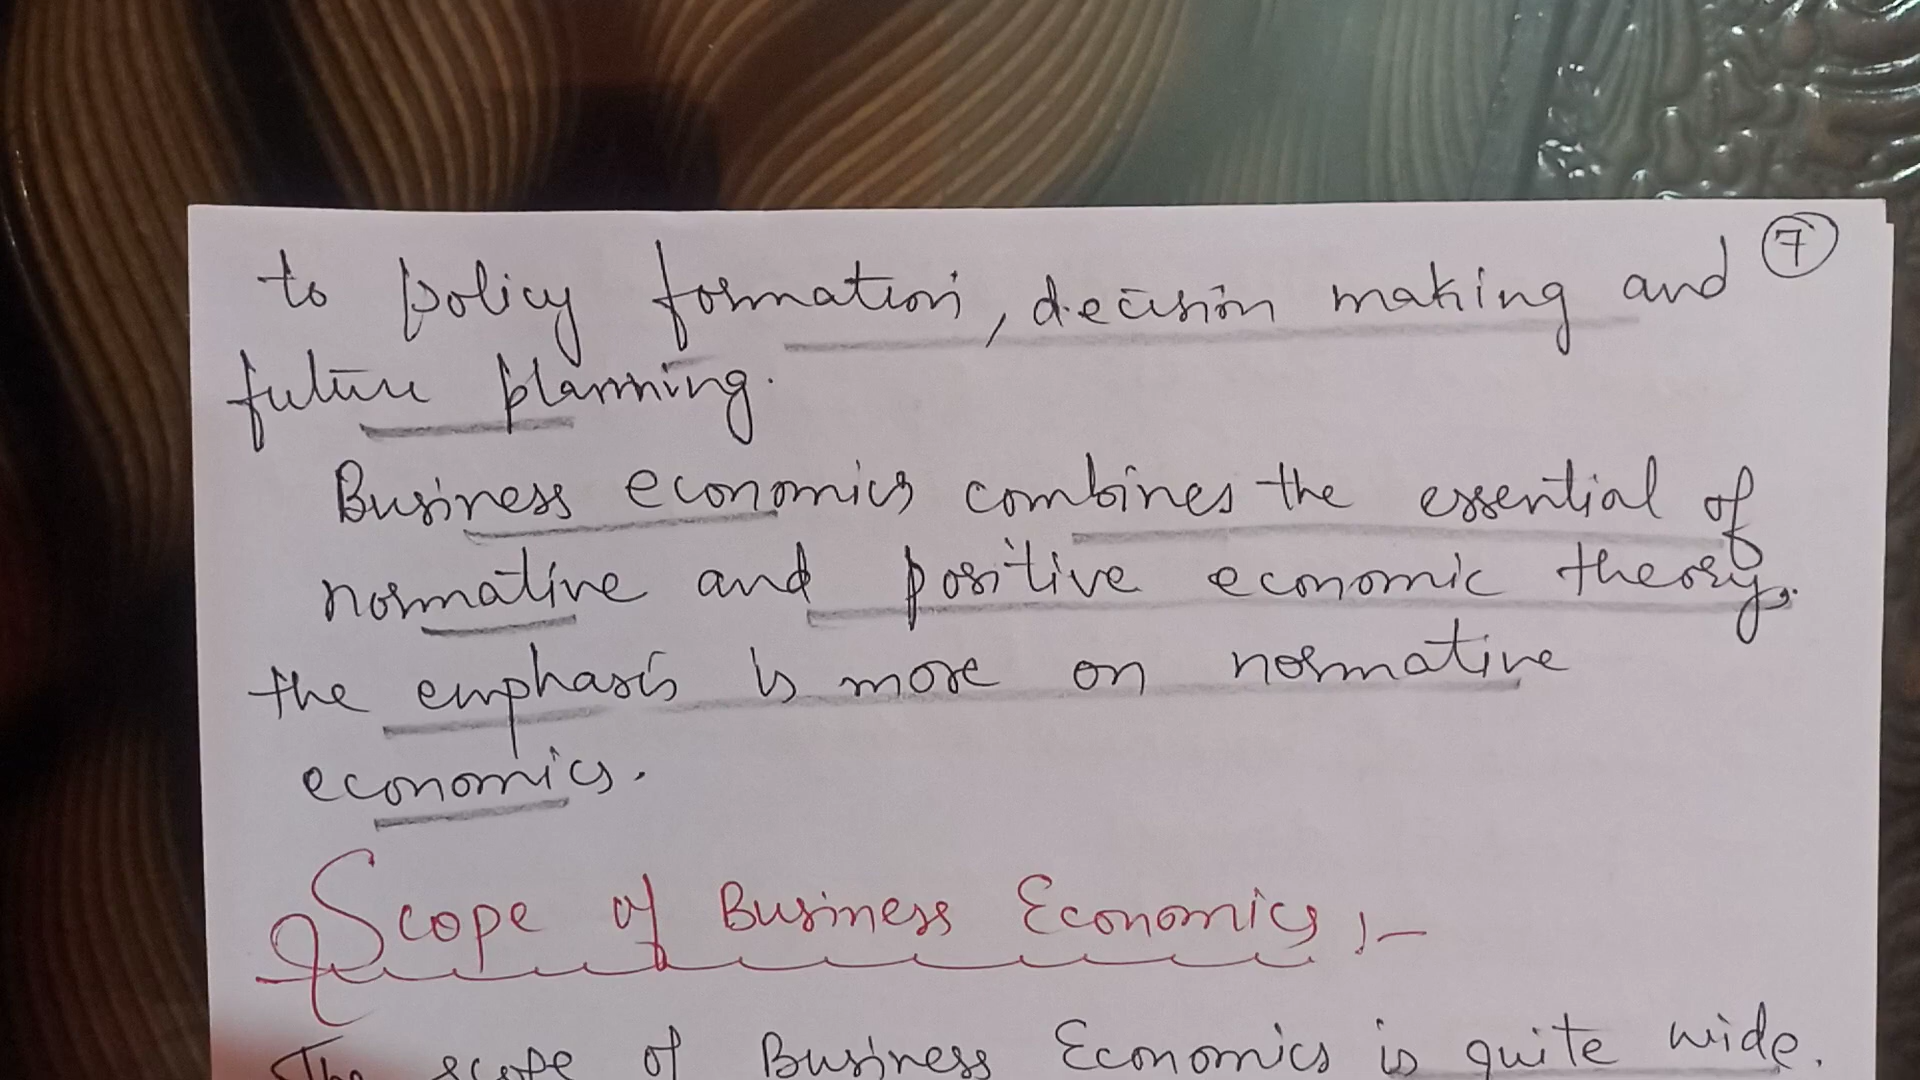 7
to policy formation, decision making and
future planning.
Business economics combines the essential of
normative and positive economic theory.
the emphasis is more on normative
economics.
Scope of Business Economics :-
The scope of Business Economics is quite wide.